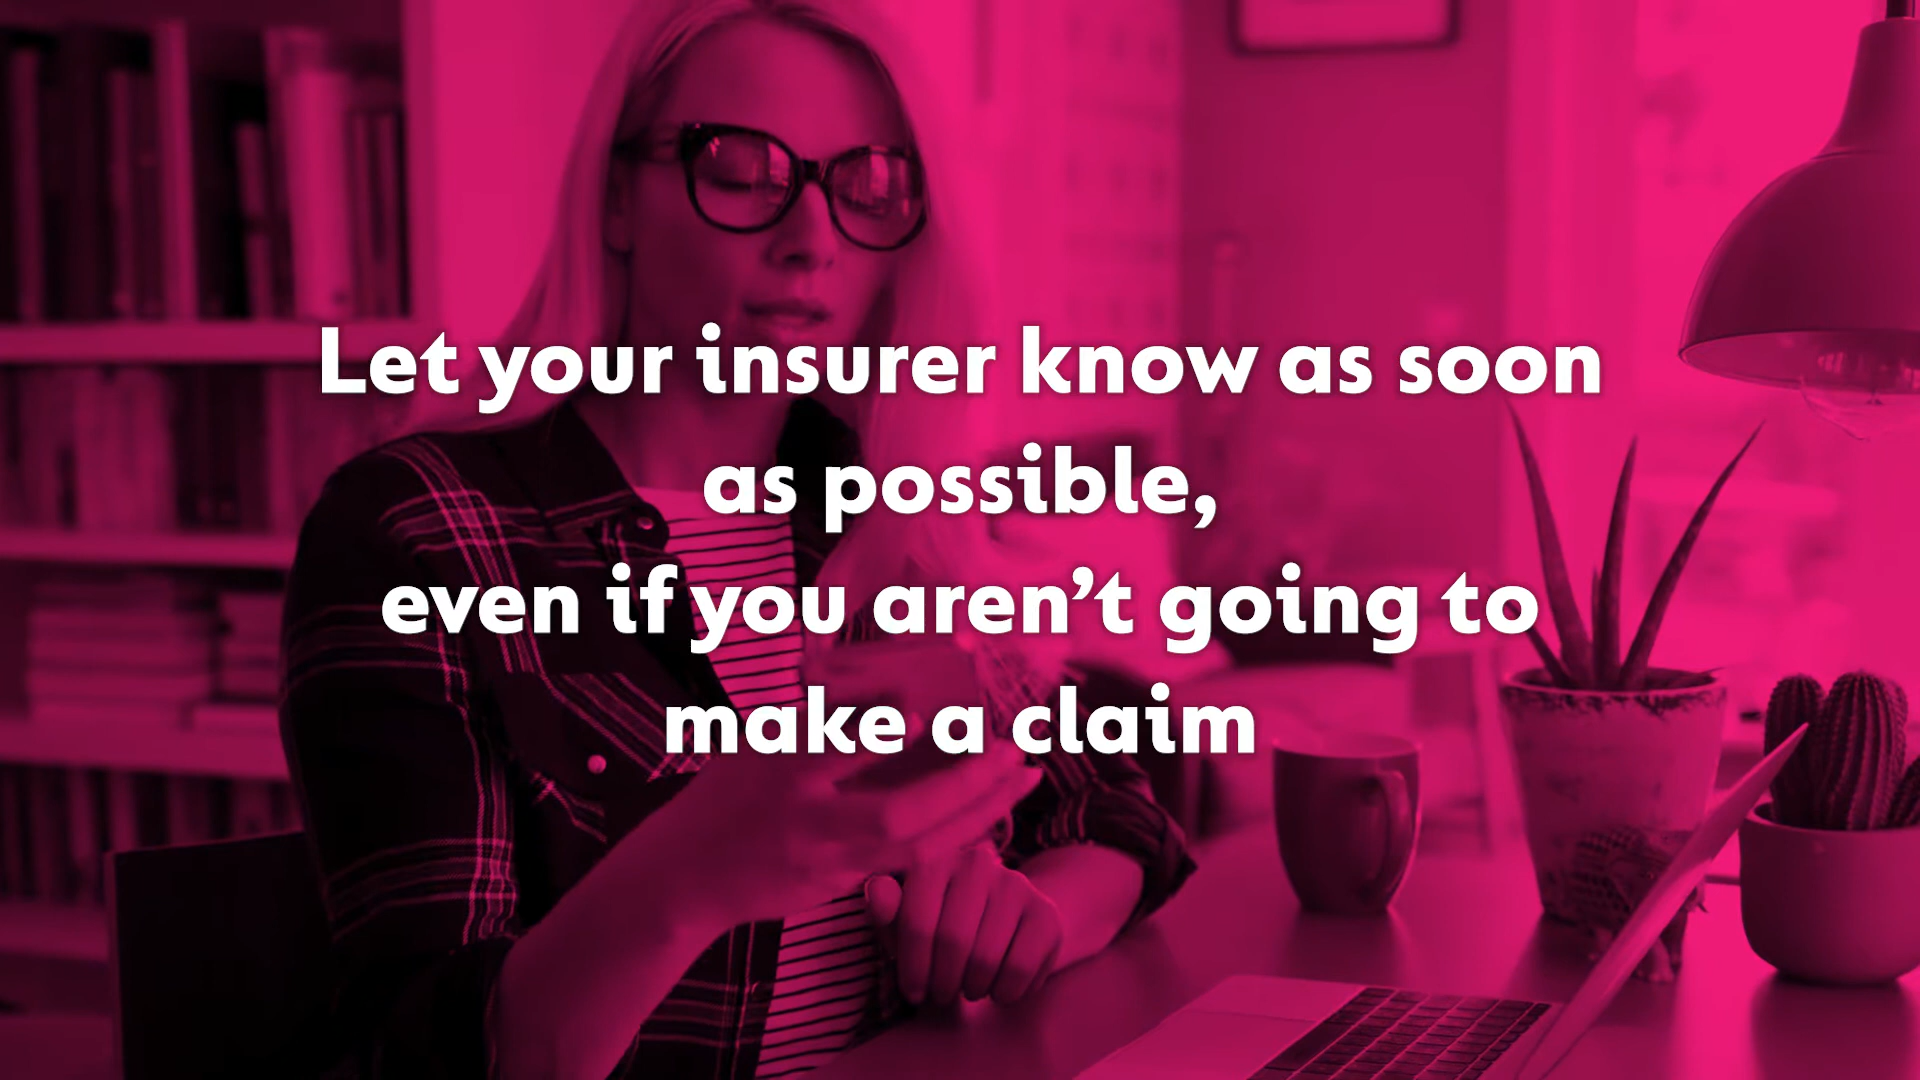 Let your insurer know as soon
as possible,
even if you aren’t going to
make a claim